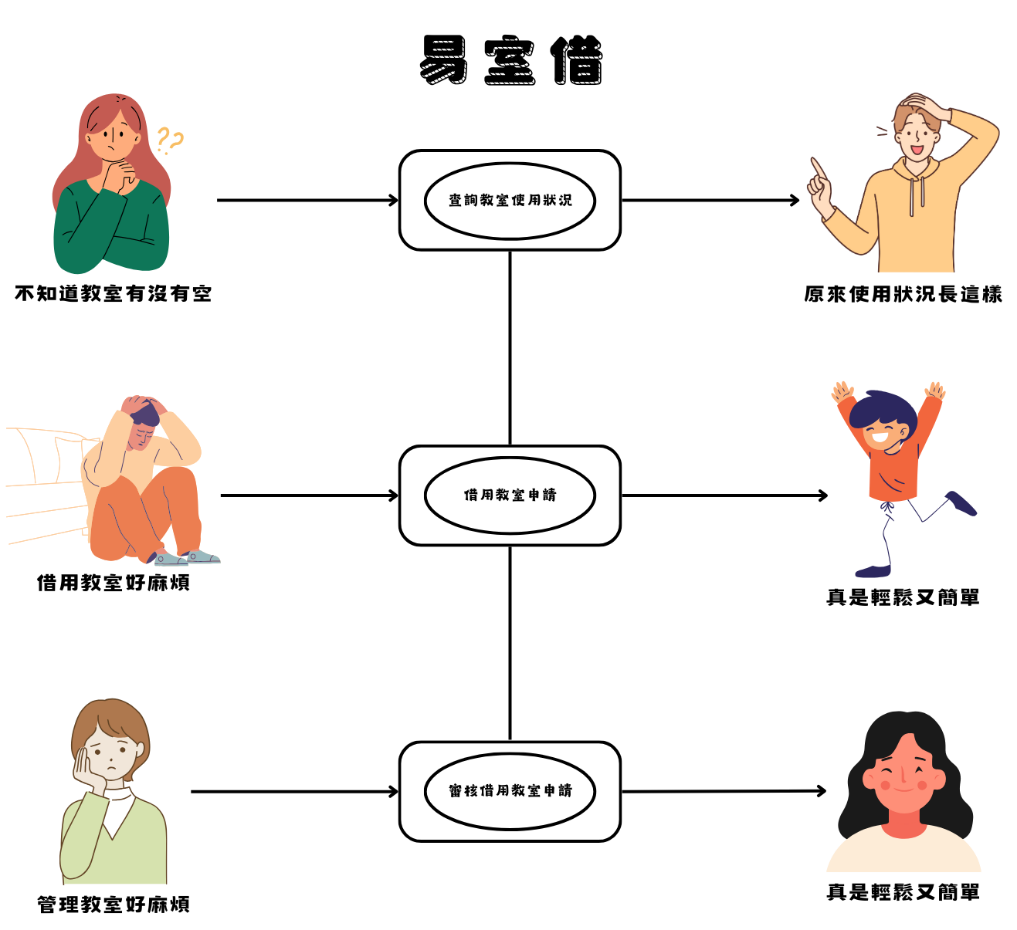 易室借
??
查詢教室使用狀況
不知道教室有沒有空
原來使用狀況長這樣
借用教室申請
借用教室好麻煩
真是輕鬆又簡單
審核借用教室申請
管理教室好麻煩
真是輕鬆又簡單